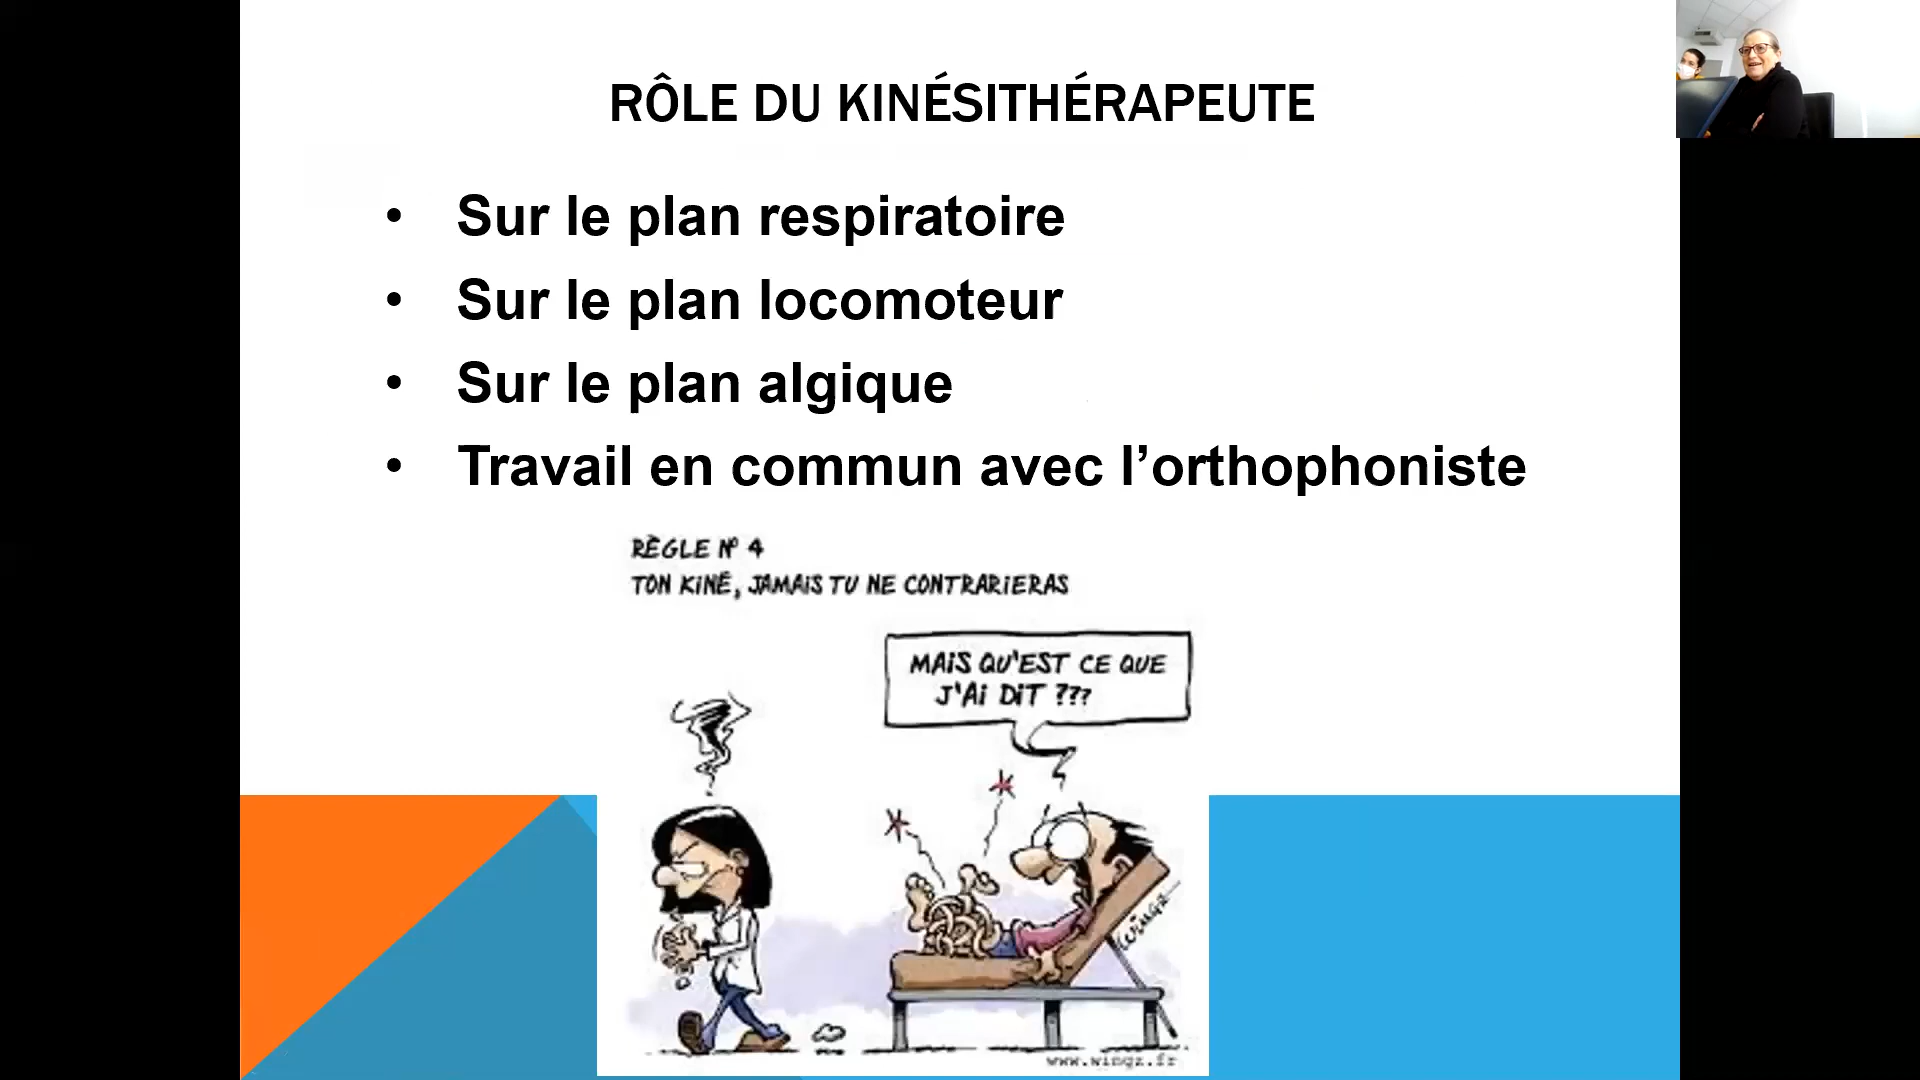 RÔLE DU KINÉSITHÉRAPEUTE
• Sur le plan respiratoire
• Sur le plan locomoteur
• Sur le plan algique
• Travail en commun avec l’orthophoniste
RÈGLE N° 4
TON KINÉ, JAMAIS TU NE CONTRARIERAS
MAIS QU'EST CE QUE
J'AI DIT ???
Wingz
www.wingz.fr